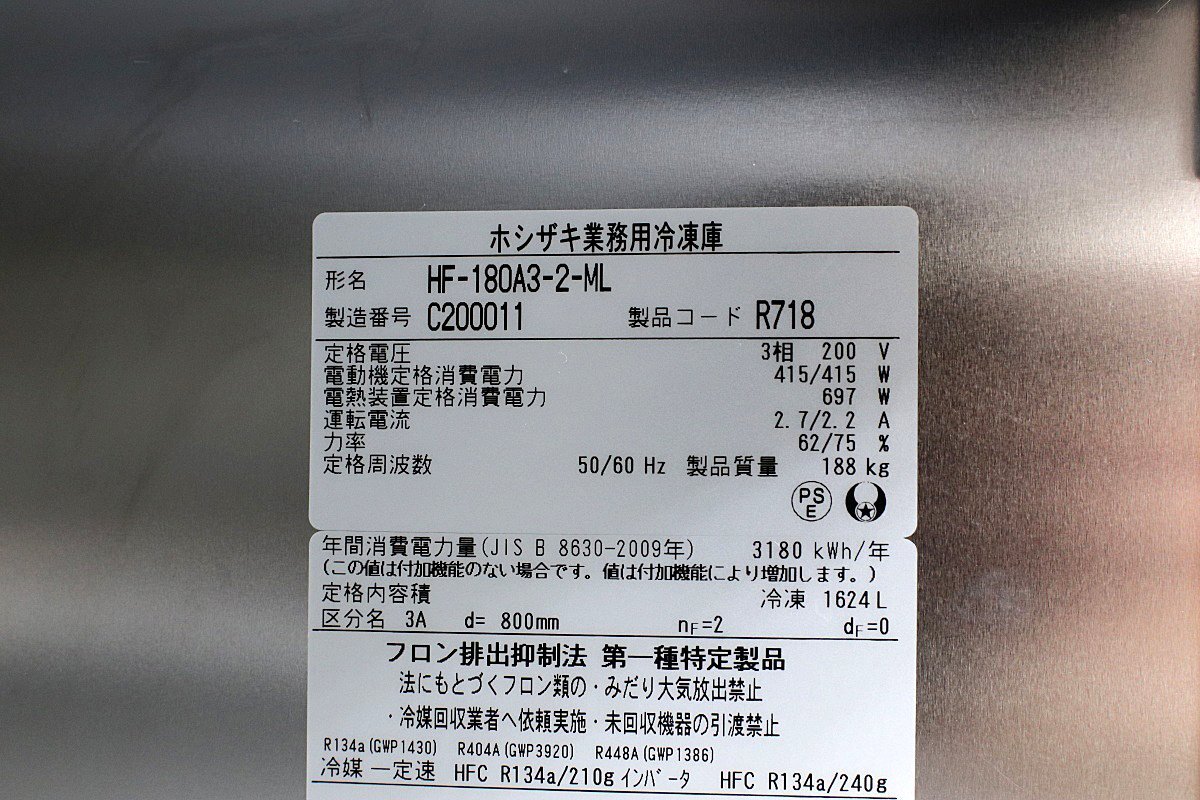 ホシザキ業務用冷凍庫
形名 HF-180A3-2-ML
製造番号 C200011 製品コード R718
定格電圧 3相 200 V
電動機定格消費電力 415/415 W
電熱装置定格消費電力 697 W
運転電流 2.7/2.2 A
力率 62/75 %
定格周波数 50/60 Hz 製品質量 188 kg
PSE
年間消費電力量(JIS B 8630-2009年) 3180 kWh/年
(この値は付加機能のない場合です。値は付加機能により増加します。)
定格内容積 冷凍 1624L
区分名 3A d= 800mm nF=2 dF=0
フロン排出抑制法 第一種特定製品
法にもとづくフロン類の・みだり大気放出禁止
・冷媒回収業者へ依頼実施・未回収機器の引渡禁止
R134a(GWP1430) R404A(GWP3920) R448A(GWP1386)
冷媒 一定速 HFC R134a/210g インバータ HFC R134a/240g